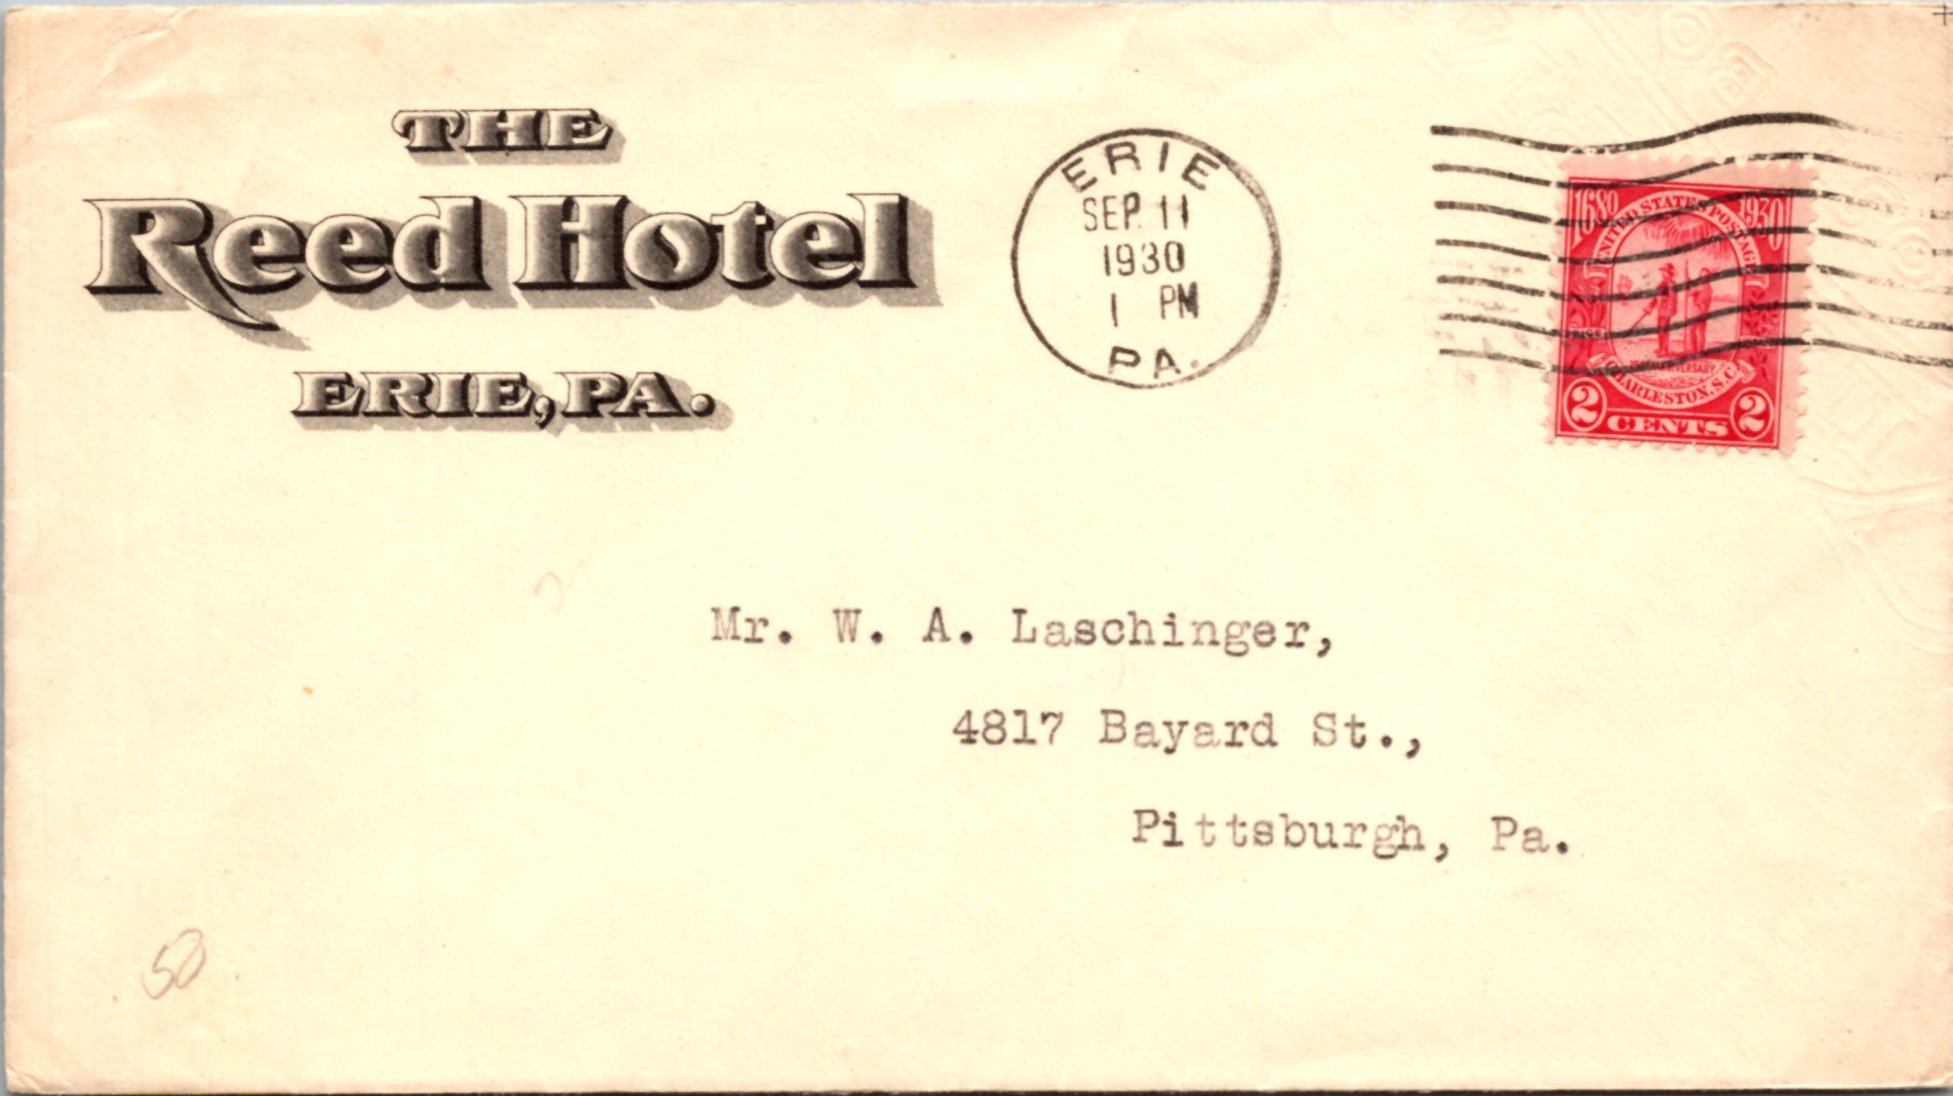 THE
Reed Hotel
ERIE, PA.
ERIE
SEP. 11
1930
1 PM
PA.
1680 1930
UNITED STATES POSTAGE
CHARLESTON, S.C.
2 CENTS 2
Mr. W. A. Laschinger,
4817 Bayard St.,
Pittsburgh, Pa.
50